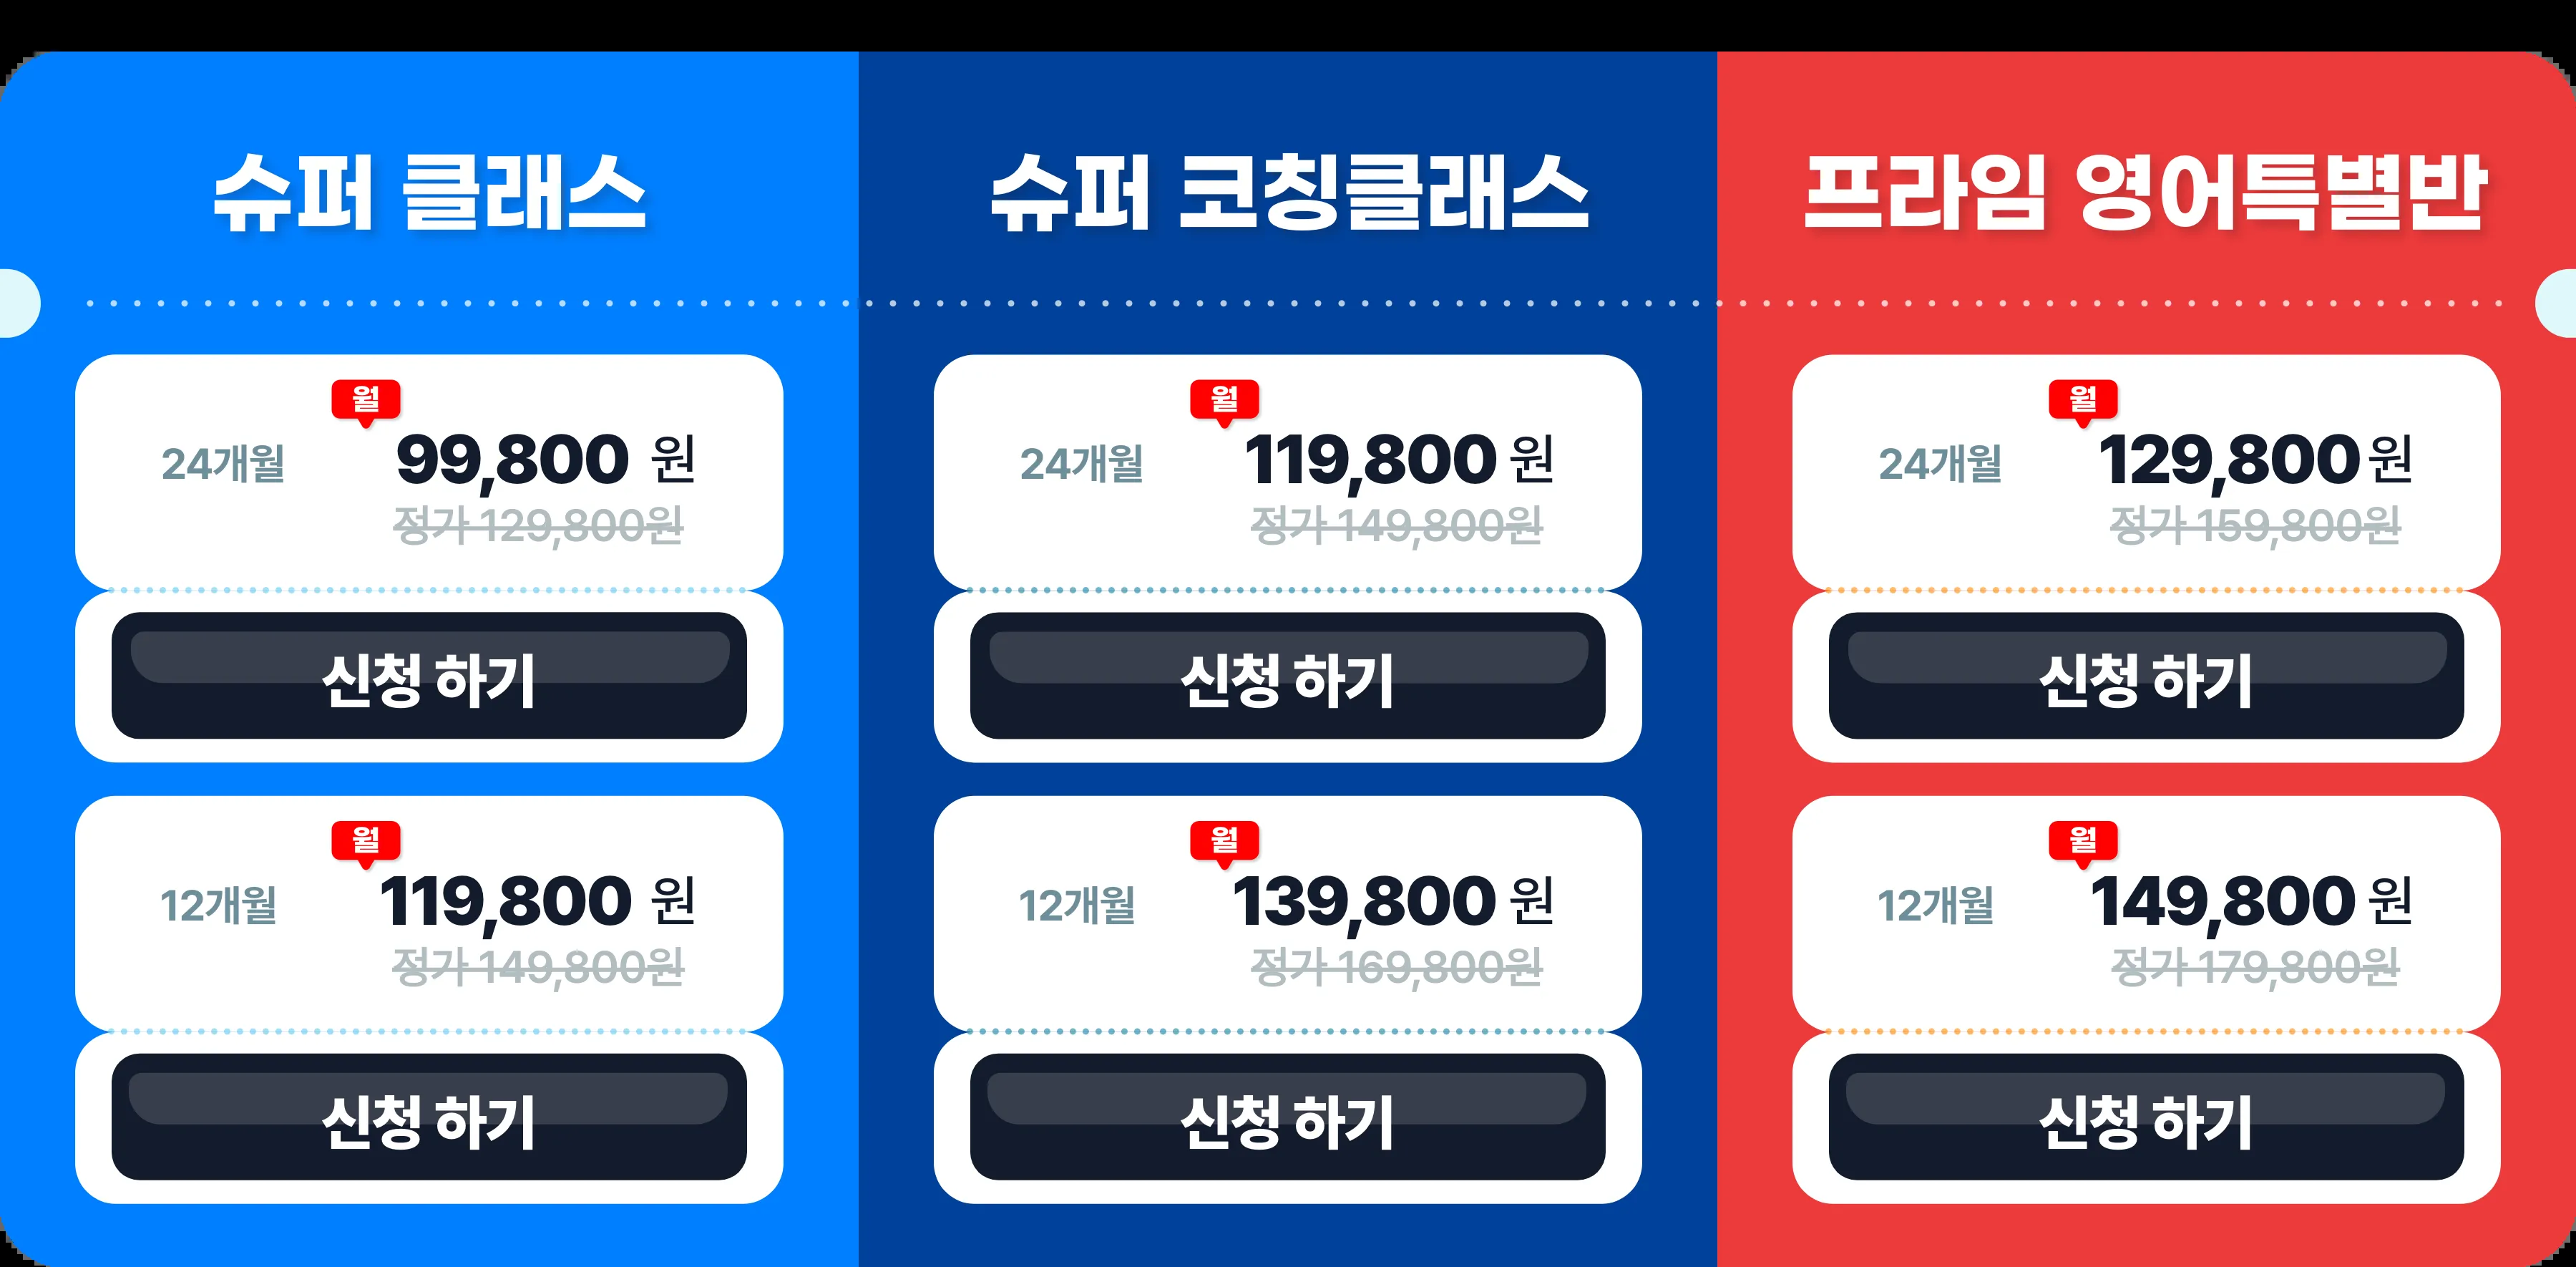 슈퍼 클래스
월
24개월 99,800 원
정가 129,800원
신청 하기
월
12개월 119,800 원
정가 149,800원
신청 하기
슈퍼 코칭클래스
월
24개월 119,800 원
정가 149,800원
신청 하기
월
12개월 139,800 원
정가 169,800원
신청 하기
프라임 영어특별반
월
24개월 129,800 원
정가 159,800원
신청 하기
월
12개월 149,800 원
정가 179,800원
신청 하기